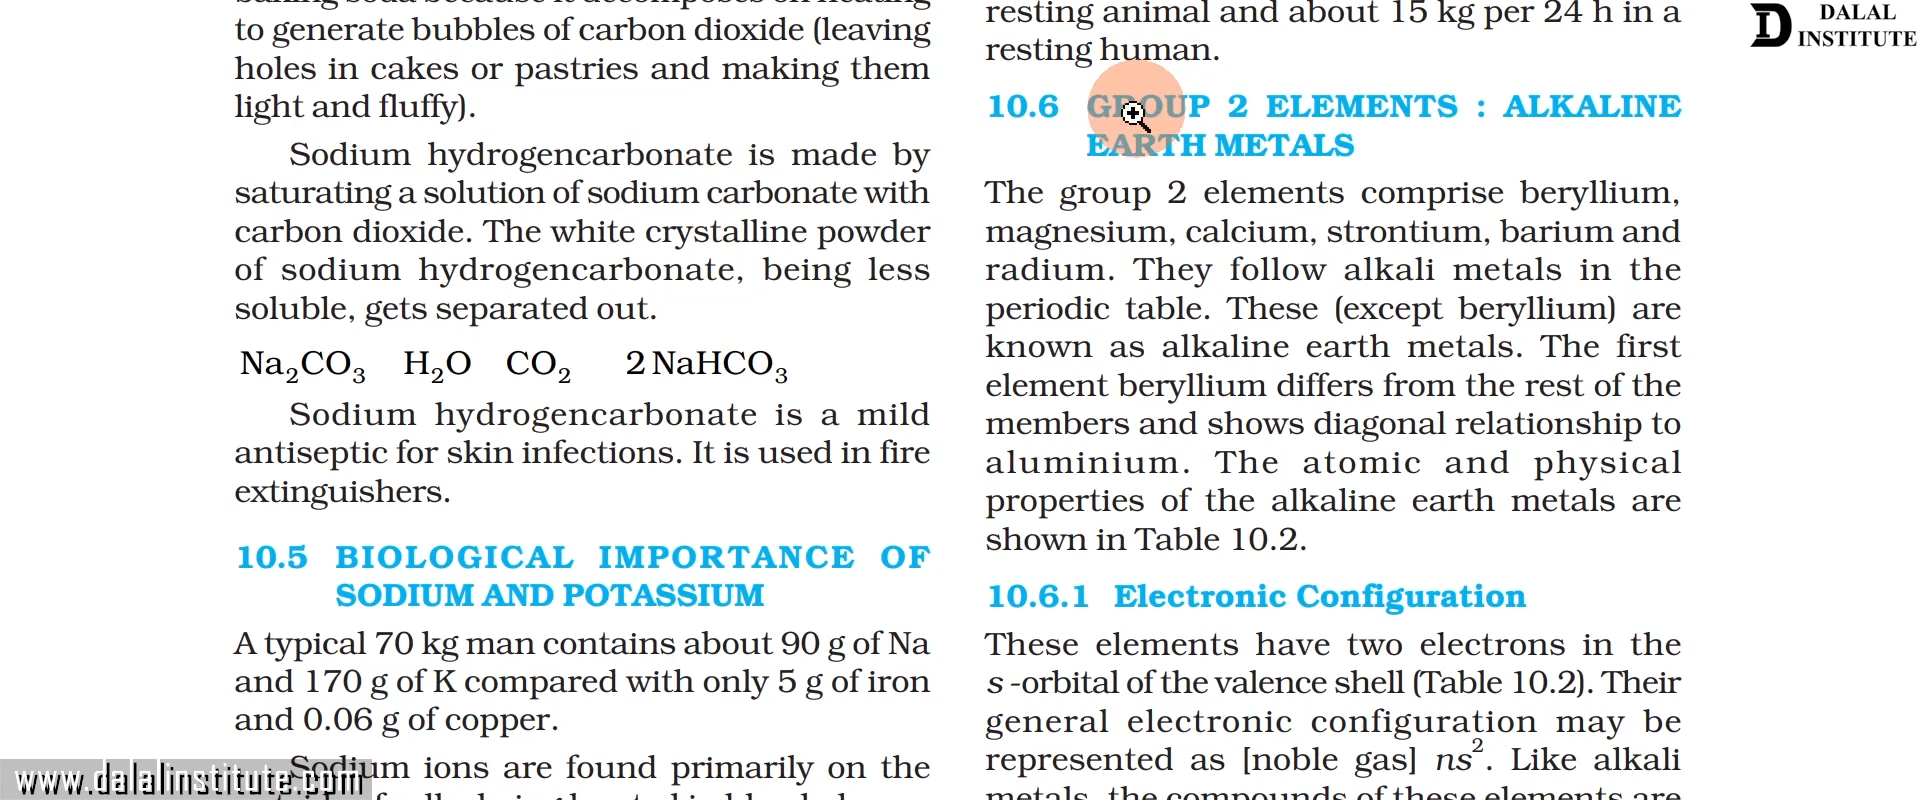 to generate bubbles of carbon dioxide (leaving
holes in cakes or pastries and making them
light and fluffy).
Sodium hydrogencarbonate is made by
saturating a solution of sodium carbonate with
carbon dioxide. The white crystalline powder
of sodium hydrogencarbonate, being less
soluble, gets separated out.
Na₂CO₃ H₂O CO₂ 2 NaHCO₃
Sodium hydrogencarbonate is a mild
antiseptic for skin infections. It is used in fire
extinguishers.
10.5 BIOLOGICAL IMPORTANCE OF
SODIUM AND POTASSIUM
A typical 70 kg man contains about 90 g of Na
and 170 g of K compared with only 5 g of iron
and 0.06 g of copper.
Sodium ions are found primarily on the
www.dalalinstitute.com
resting animal and about 15 kg per 24 h in a
resting human.
10.6 GROUP 2 ELEMENTS : ALKALINE
EARTH METALS
The group 2 elements comprise beryllium,
magnesium, calcium, strontium, barium and
radium. They follow alkali metals in the
periodic table. These (except beryllium) are
known as alkaline earth metals. The first
element beryllium differs from the rest of the
members and shows diagonal relationship to
aluminium. The atomic and physical
properties of the alkaline earth metals are
shown in Table 10.2.
10.6.1 Electronic Configuration
These elements have two electrons in the
s -orbital of the valence shell (Table 10.2). Their
general electronic configuration may be
represented as [noble gas] ns². Like alkali
metals, the compounds of these elements are
D DALAL
INSTITUTE